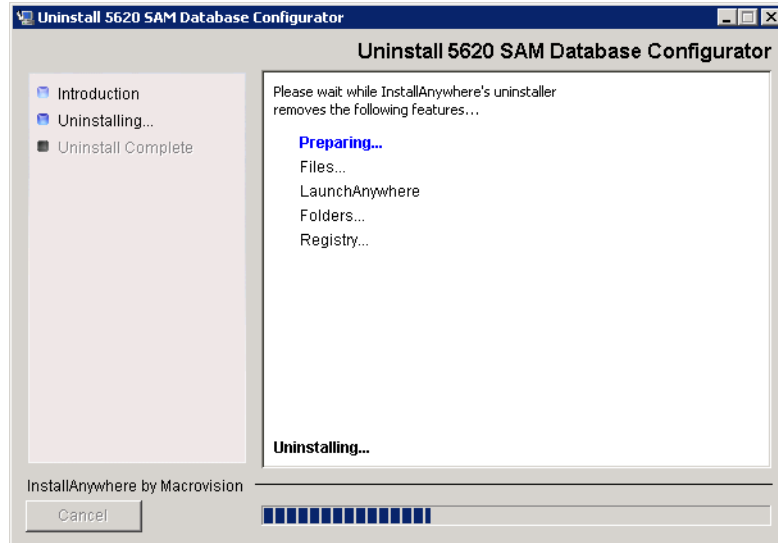 Uninstall 5620 SAM Database Configurator
Uninstall 5620 SAM Database Configurator
Introduction
Uninstalling...
Uninstall Complete
Please wait while InstallAnywhere's uninstaller
removes the following features...
Preparing...
Files...
LaunchAnywhere
Folders...
Registry...
Uninstalling...
InstallAnywhere by Macrovision
Cancel